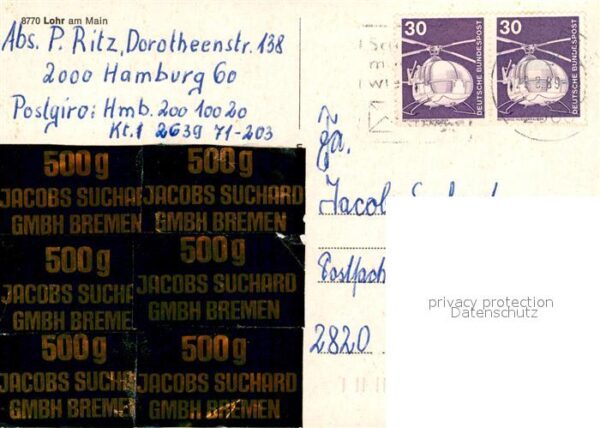 8770 Lohr am Main
Abs. P. Ritz, Dorotheenstr. 138
2000 Hamburg 60
Postgiro: Hmb. 200 100 20
Kt. 2639 71-203
30
DEUTSCHE BUNDESPOST
30
DEUTSCHE BUNDESPOST
Fa.
Jacob
Postfach
2820
privacy protection
Datenschutz
500 g
JACOBS SUCHARD
GMBH BREMEN
500 g
JACOBS SUCHARD
GMBH BREMEN
500 g
JACOBS SUCHA
GMBH BREMEN
500 g
JACOBS SUCHARD
GMBH BREMEN
500 g
JACOBS SUCHARD
GMBH BREMEN
500 g
JACOBS SUCHARD
GMBH BREMEN